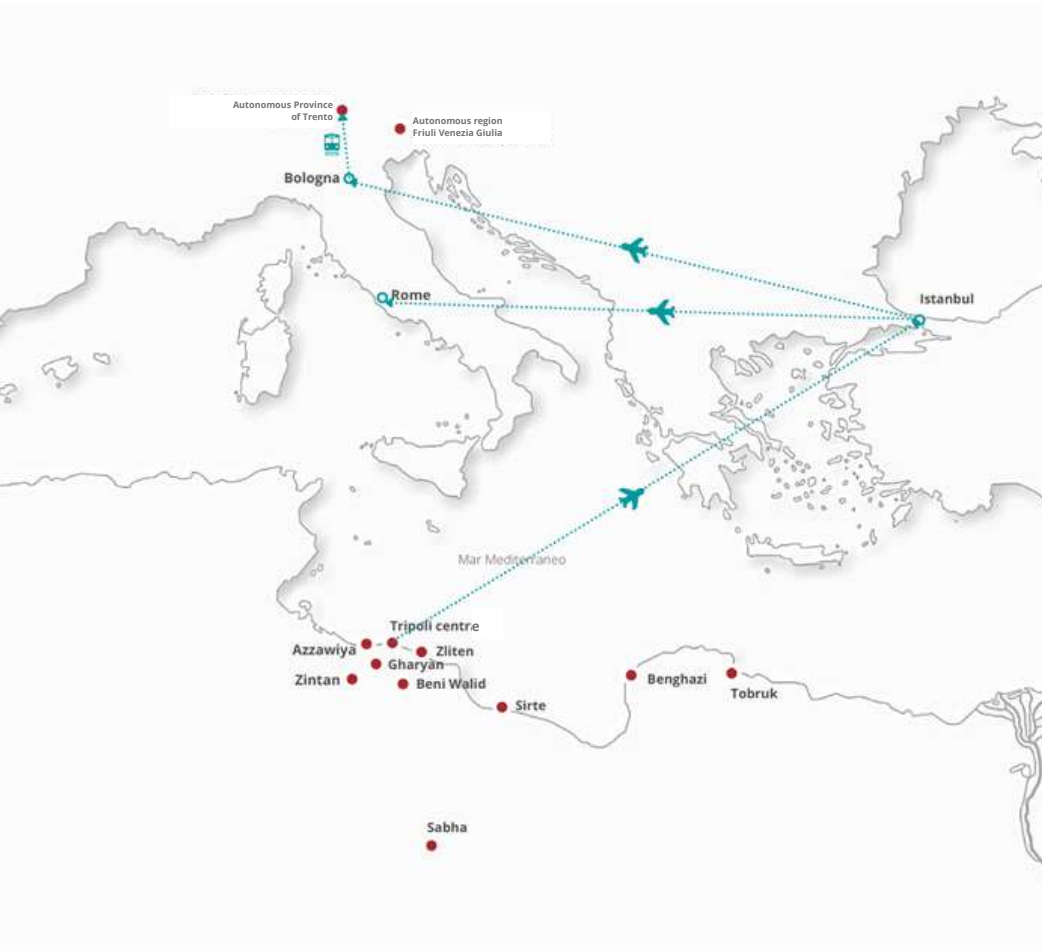 Autonomous Province
of Trento
Autonomous region
Friuli Venezia Giulia
Bologna
Rome
Istanbul
Mar Mediterraneo
Tripoli centre
Azzawiya
Zliten
Gharyan
Zintan
Beni Walid
Sirte
Benghazi
Tobruk
Sabha